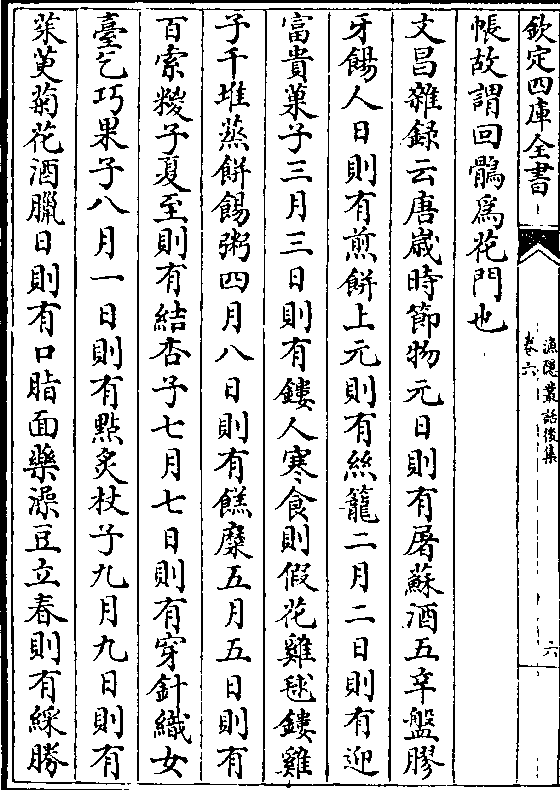 欽定四庫全書
漁隱叢話後集
卷六
六
帳故謂回鶻爲花門也
文昌雜録云唐嵗時節物元日則有屠蘇酒五辛盤膠
牙餳人日則有煎餅上元則有絲籠二月二日則有迎
富貴菓子三月三日則有鏤人寒食則假花雞毬鏤雞
子千堆蒸餅餳粥四月八日則有餻糜五月五日則有
百索糉子夏至則有結杏子七月七日則有穿針織女
臺乞巧果子八月一日則有點炙杖子九月九日則有
茱萸菊花酒臘日則有口脂面藥澡豆立春則有綵勝